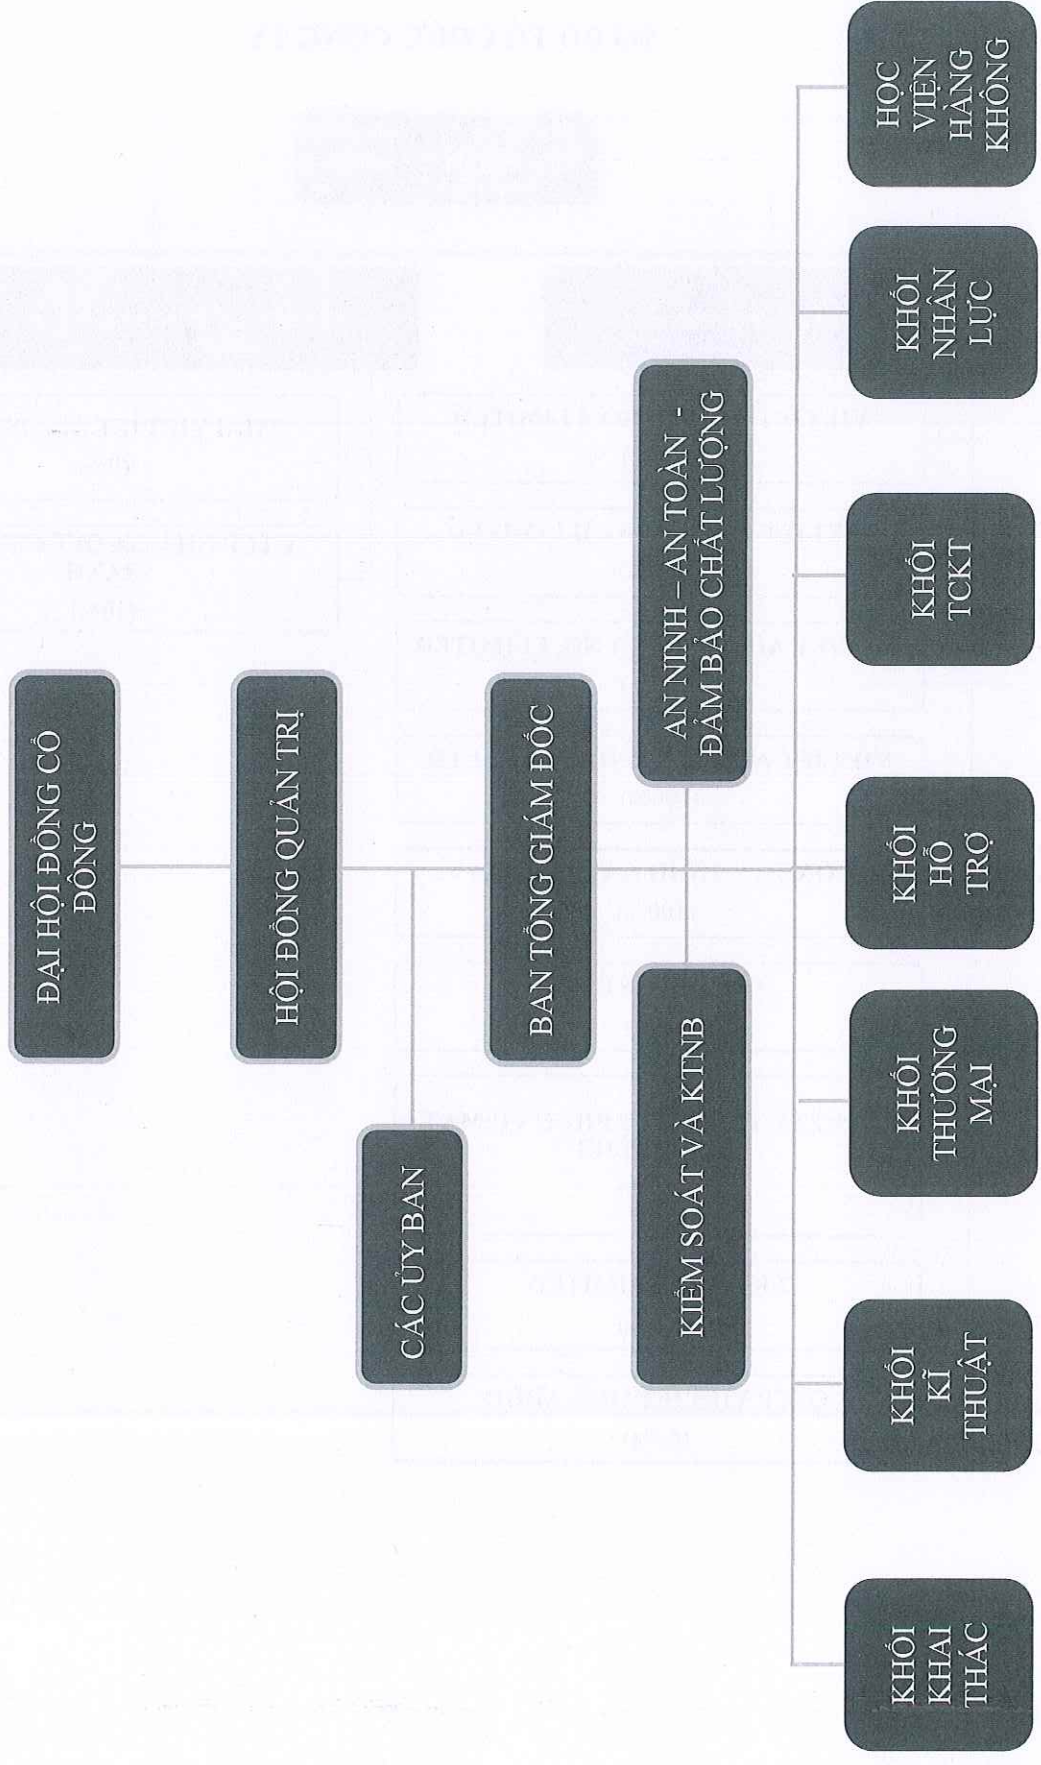 ĐẠI HỘI ĐỒNG CỔ
ĐÔNG
HỘI ĐỒNG QUẢN TRỊ
CÁC ỦY BAN
BAN TỔNG GIÁM ĐỐC
KIỂM SOÁT VÀ KTNB
AN NINH – AN TOÀN -
ĐẢM BẢO CHẤT LƯỢNG
KHỐI
KHAI
THÁC
KHỐI
KĨ
THUẬT
KHỐI
THƯƠNG
MẠI
KHỐI
HỖ
TRỢ
KHỐI
TCKT
KHỐI
NHÂN
LỰC
HỌC
VIỆN
HÀNG
KHÔNG